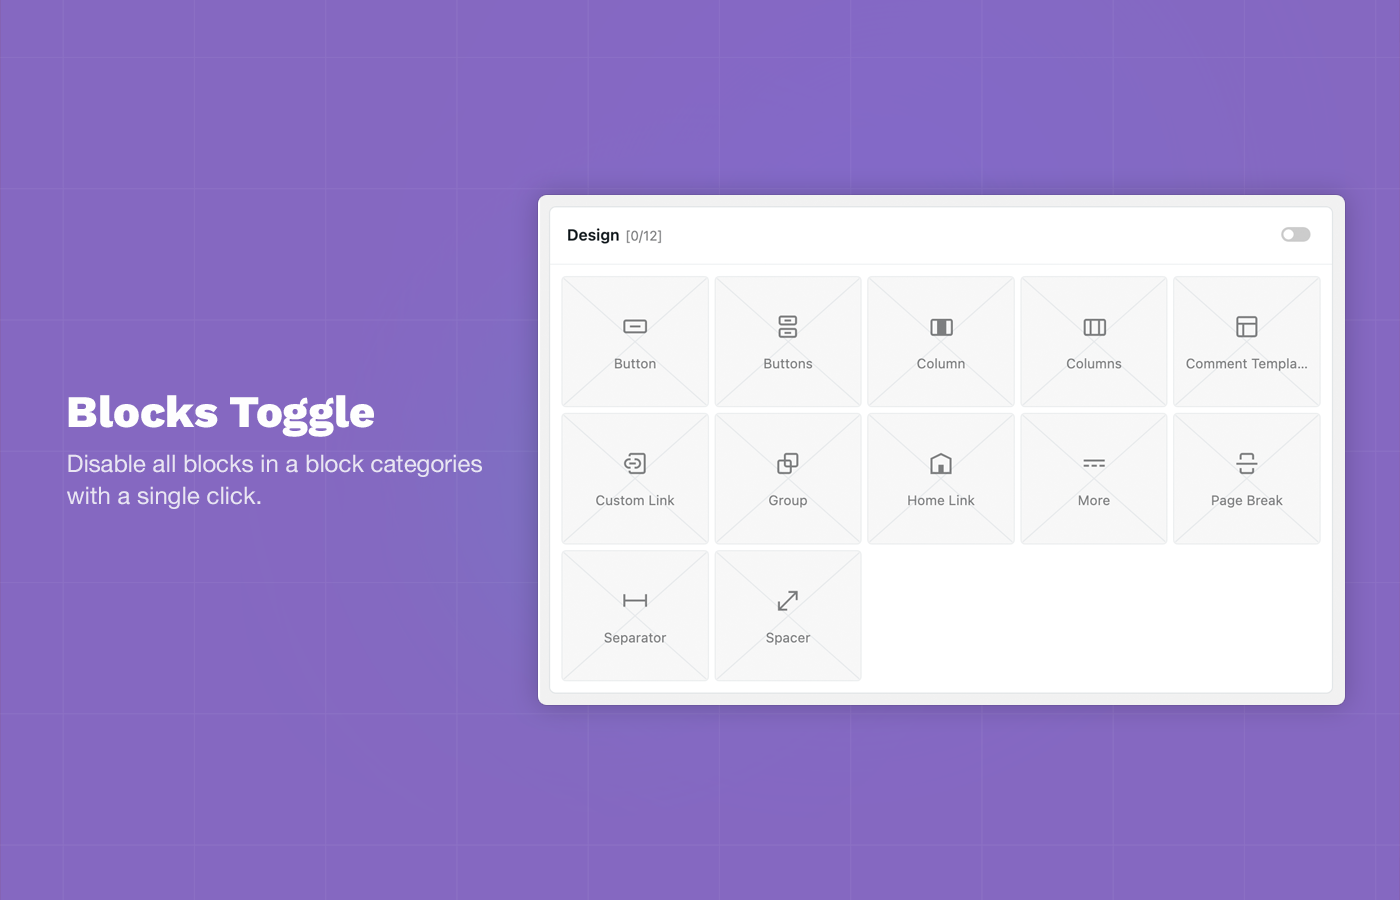 Blocks Toggle
Disable all blocks in a block categories
with a single click.
Design [0/12]
Button
Buttons
Column
Columns
Comment Templa...
Custom Link
Group
Home Link
More
Page Break
Separator
Spacer